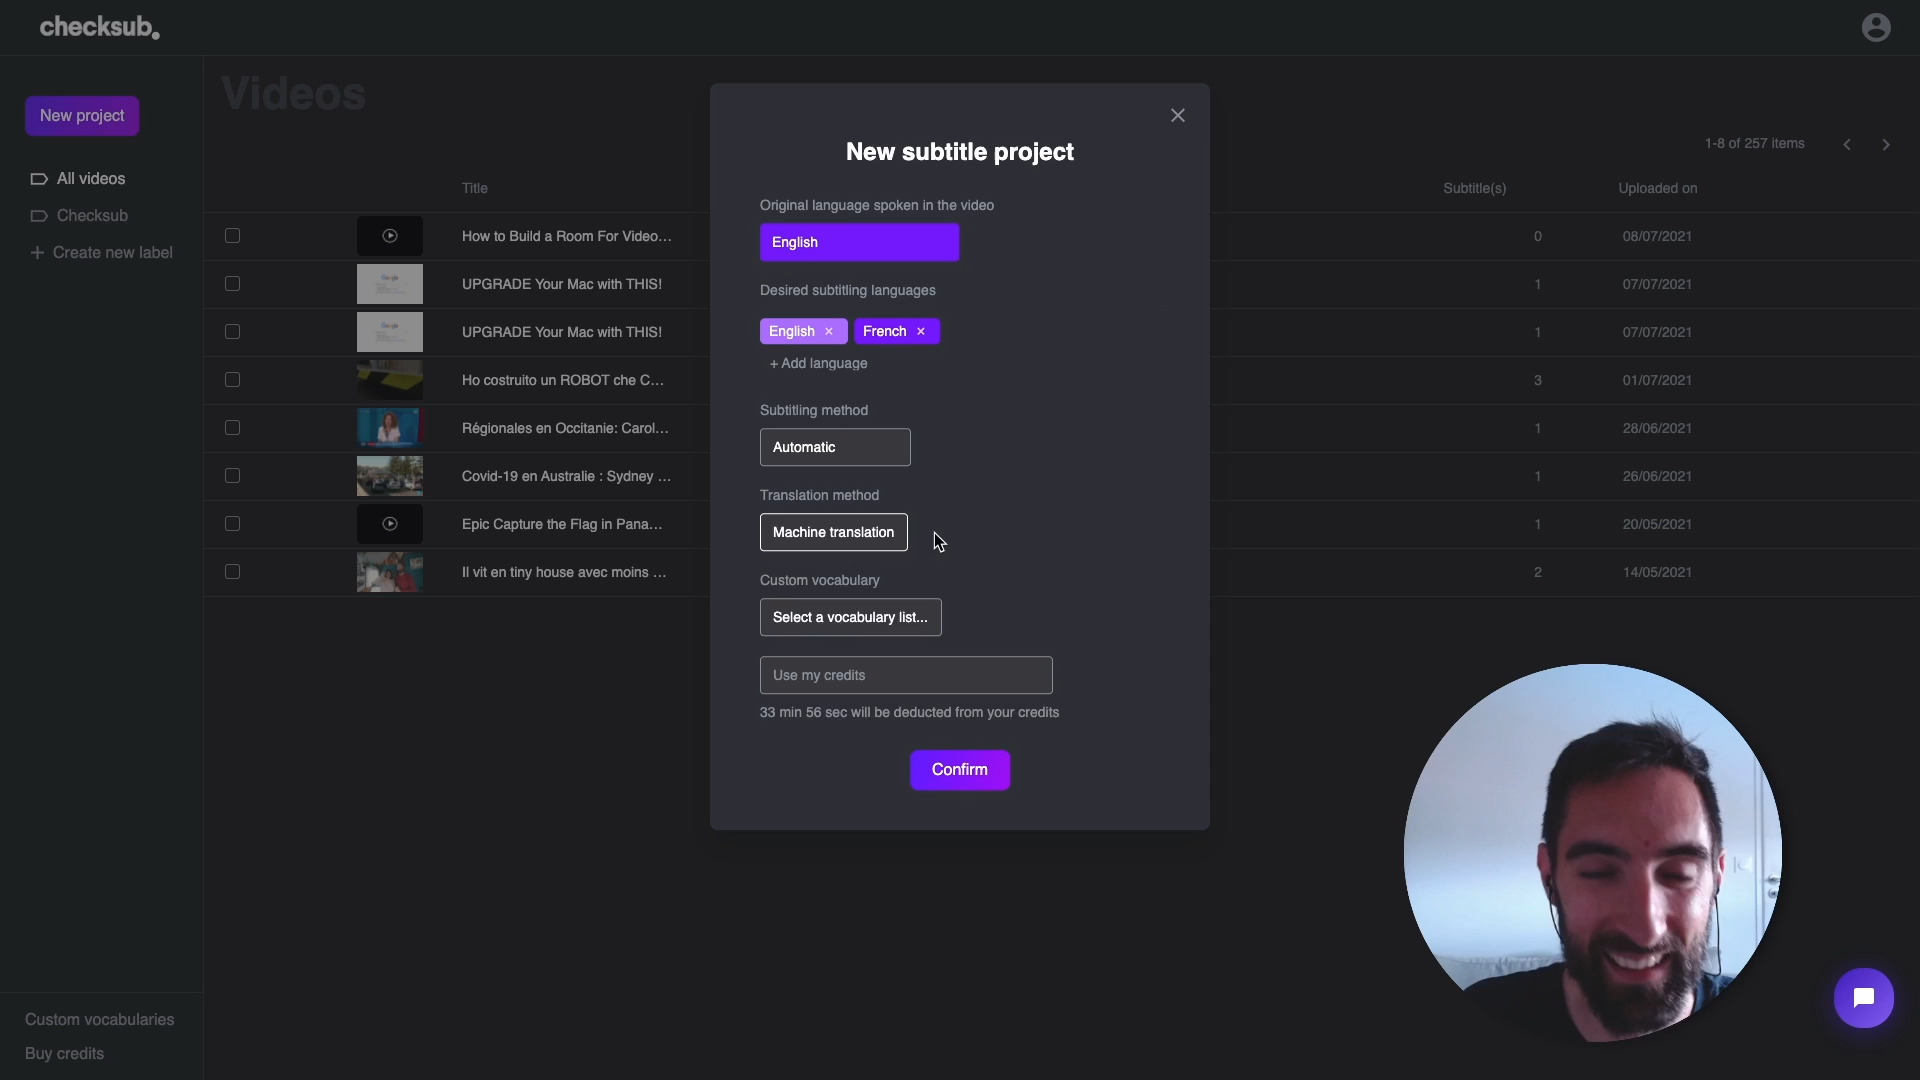 checksub.
New project
All videos
Checksub
Create new label
Custom vocabularies
Buy credits
Videos
1-8 of 257 items
Title
Subtitle(s)
Uploaded on
How to Build a Room For Video...
0
08/07/2021
UPGRADE Your Mac with THIS!
1
07/07/2021
UPGRADE Your Mac with THIS!
1
07/07/2021
Ho costruito un ROBOT che C...
3
01/07/2021
Régionales en Occitanie: Carol...
1
28/06/2021
Covid-19 en Australie : Sydney ...
1
26/06/2021
Epic Capture the Flag in Pana...
1
20/05/2021
Il vit en tiny house avec moins ...
2
14/05/2021
New subtitle project
Original language spoken in the video
English
Desired subtitling languages
English × French ×
+ Add language
Subtitling method
Automatic
Translation method
Machine translation
Custom vocabulary
Select a vocabulary list...
Use my credits
33 min 56 sec will be deducted from your credits
Confirm